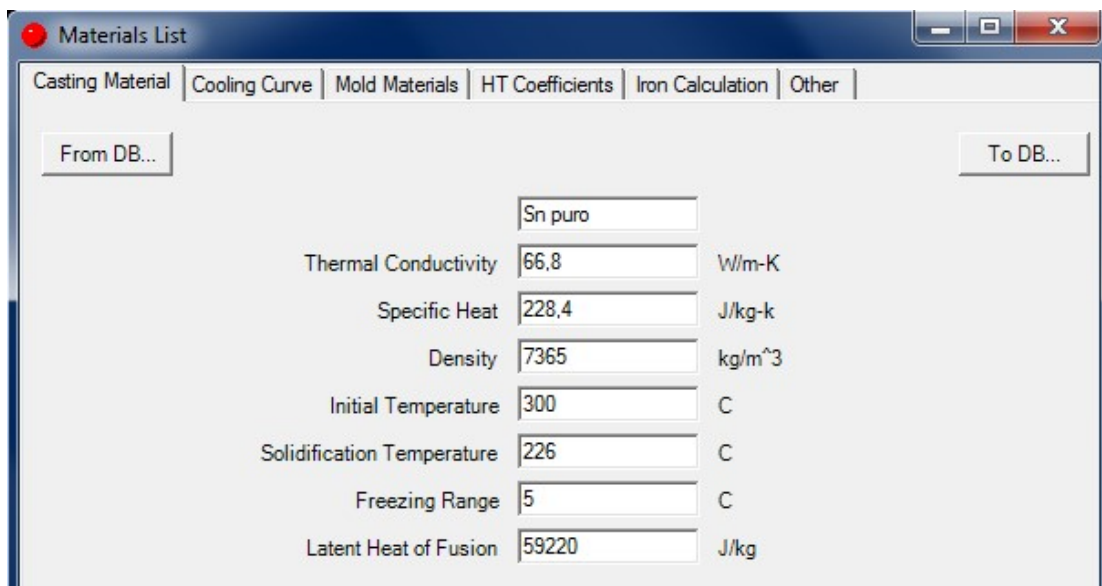 Materials List
Casting Material Cooling Curve Mold Materials HT Coefficients Iron Calculation Other
From DB... To DB...
Sn puro
Thermal Conductivity 66,8 W/m-K
Specific Heat 228,4 J/kg-k
Density 7365 kg/m^3
Initial Temperature 300 C
Solidification Temperature 226 C
Freezing Range 5 C
Latent Heat of Fusion 59220 J/kg